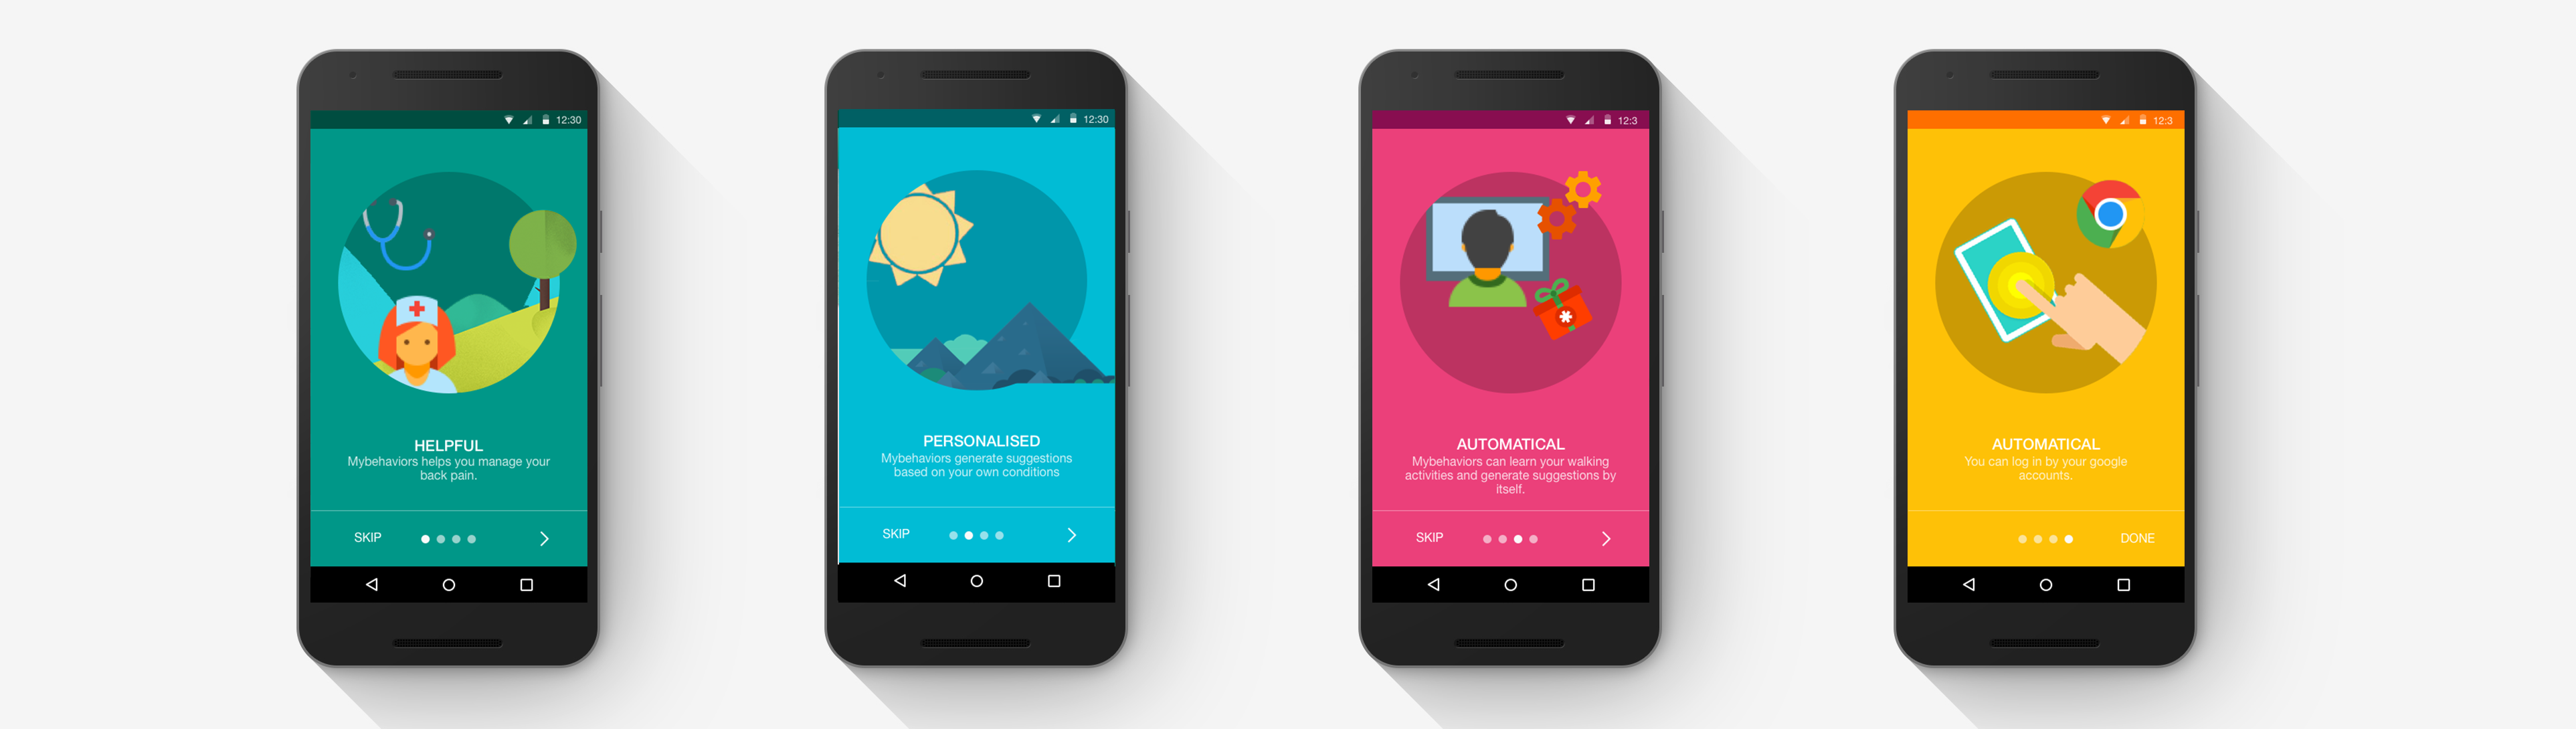 12:30
HELPFUL
Mybehaviors helps you manage your
back pain.
SKIP
12:30
PERSONALISED
Mybehaviors generate suggestions
based on your own conditions
SKIP
12:3
AUTOMATICAL
Mybehaviors can learn your walking
activities and generate suggestions by
itself.
SKIP
12:3
AUTOMATICAL
You can log in by your google
accounts.
DONE